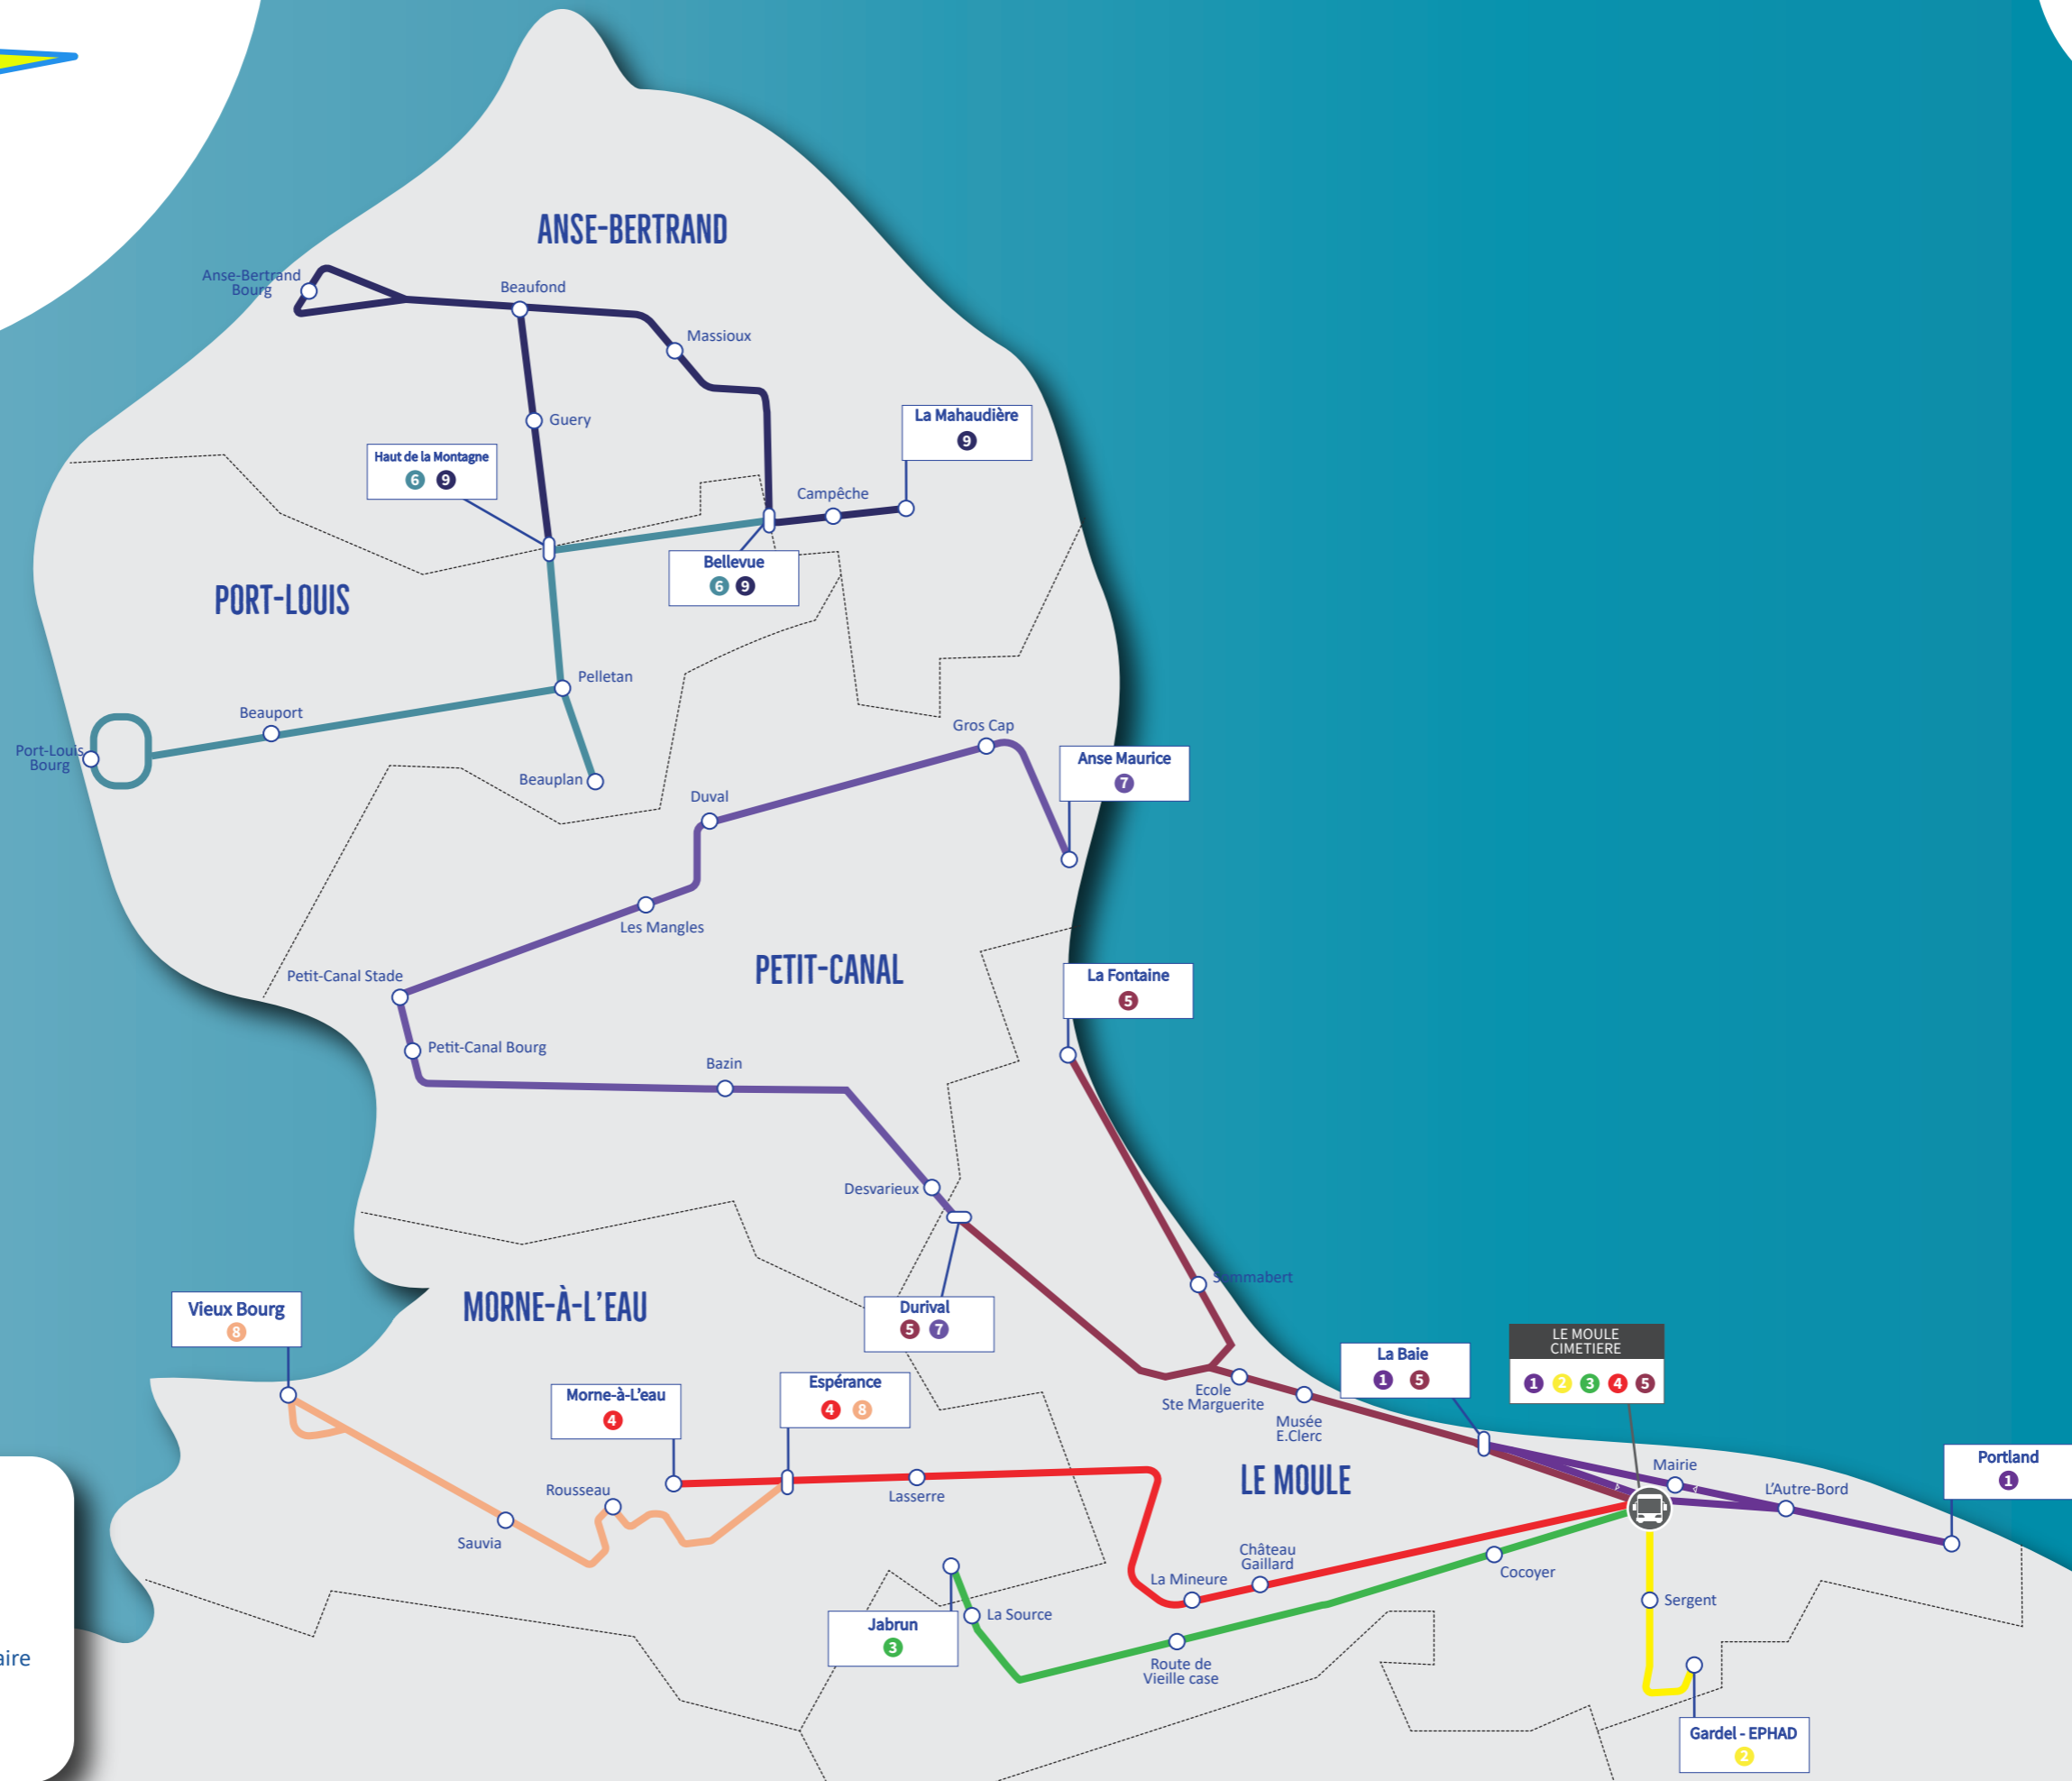 ANSE-BERTRAND
Anse-Bertrand
Bourg
Beaufond
Massioux
Guery
La Mahaudière
9
Haut de la Montagne
6 9
Campêche
Bellevue
6 9
PORT-LOUIS
Pelletan
Beauport
Port-Louis
Bourg
Beauplan
Gros Cap
Anse Maurice
7
Duval
Les Mangles
PETIT-CANAL
Petit-Canal Stade
La Fontaine
5
Petit-Canal Bourg
Bazin
Desvarieux
Sommabert
Durival
5 7
MORNE-À-L'EAU
Vieux Bourg
8
LE MOULE
CIMETIERE
1 2 3 4 5
La Baie
1 5
Espérance
4 8
Morne-à-L'eau
4
Ecole
Ste Marguerite
Musée
E.Clerc
LE MOULE
Mairie
Portland
1
L'Autre-Bord
Rousseau
Lasserre
Sauvia
Château
Gaillard
La Mineure
Cocoyer
Sergent
La Source
Jabrun
3
aire
Route de
Vieille case
Gardel - EPHAD
2